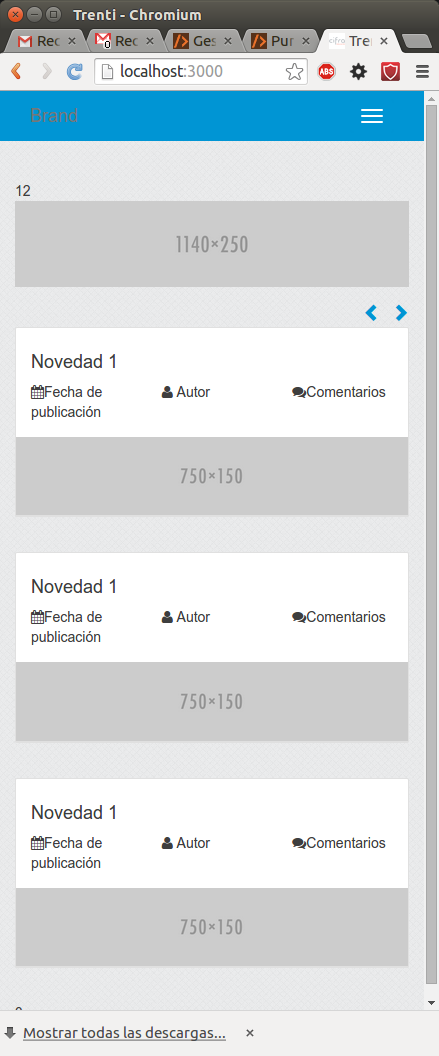 Trenti - Chromium
Rec
Rec
Ges
Pur
Tre
localhost:3000
ABS
Brand
12
1140×250
Novedad 1
Fecha de publicación
Autor
Comentarios
750×150
Novedad 1
Fecha de publicación
Autor
Comentarios
750×150
Novedad 1
Fecha de publicación
Autor
Comentarios
750×150
Mostrar todas las descargas...